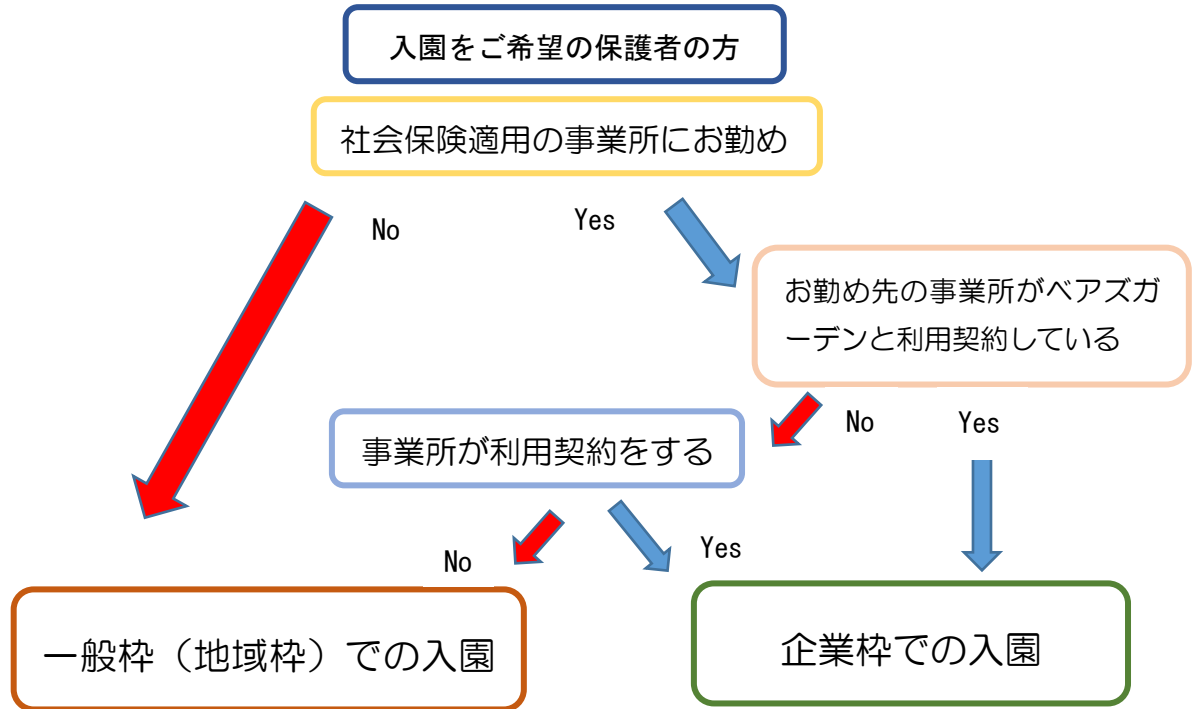 入園をご希望の保護者の方
社会保険適用の事業所にお勤め
No
Yes
お勤め先の事業所がベアズガ
ーデンと利用契約している
No
Yes
事業所が利用契約をする
No
Yes
一般枠（地域枠）での入園
企業枠での入園